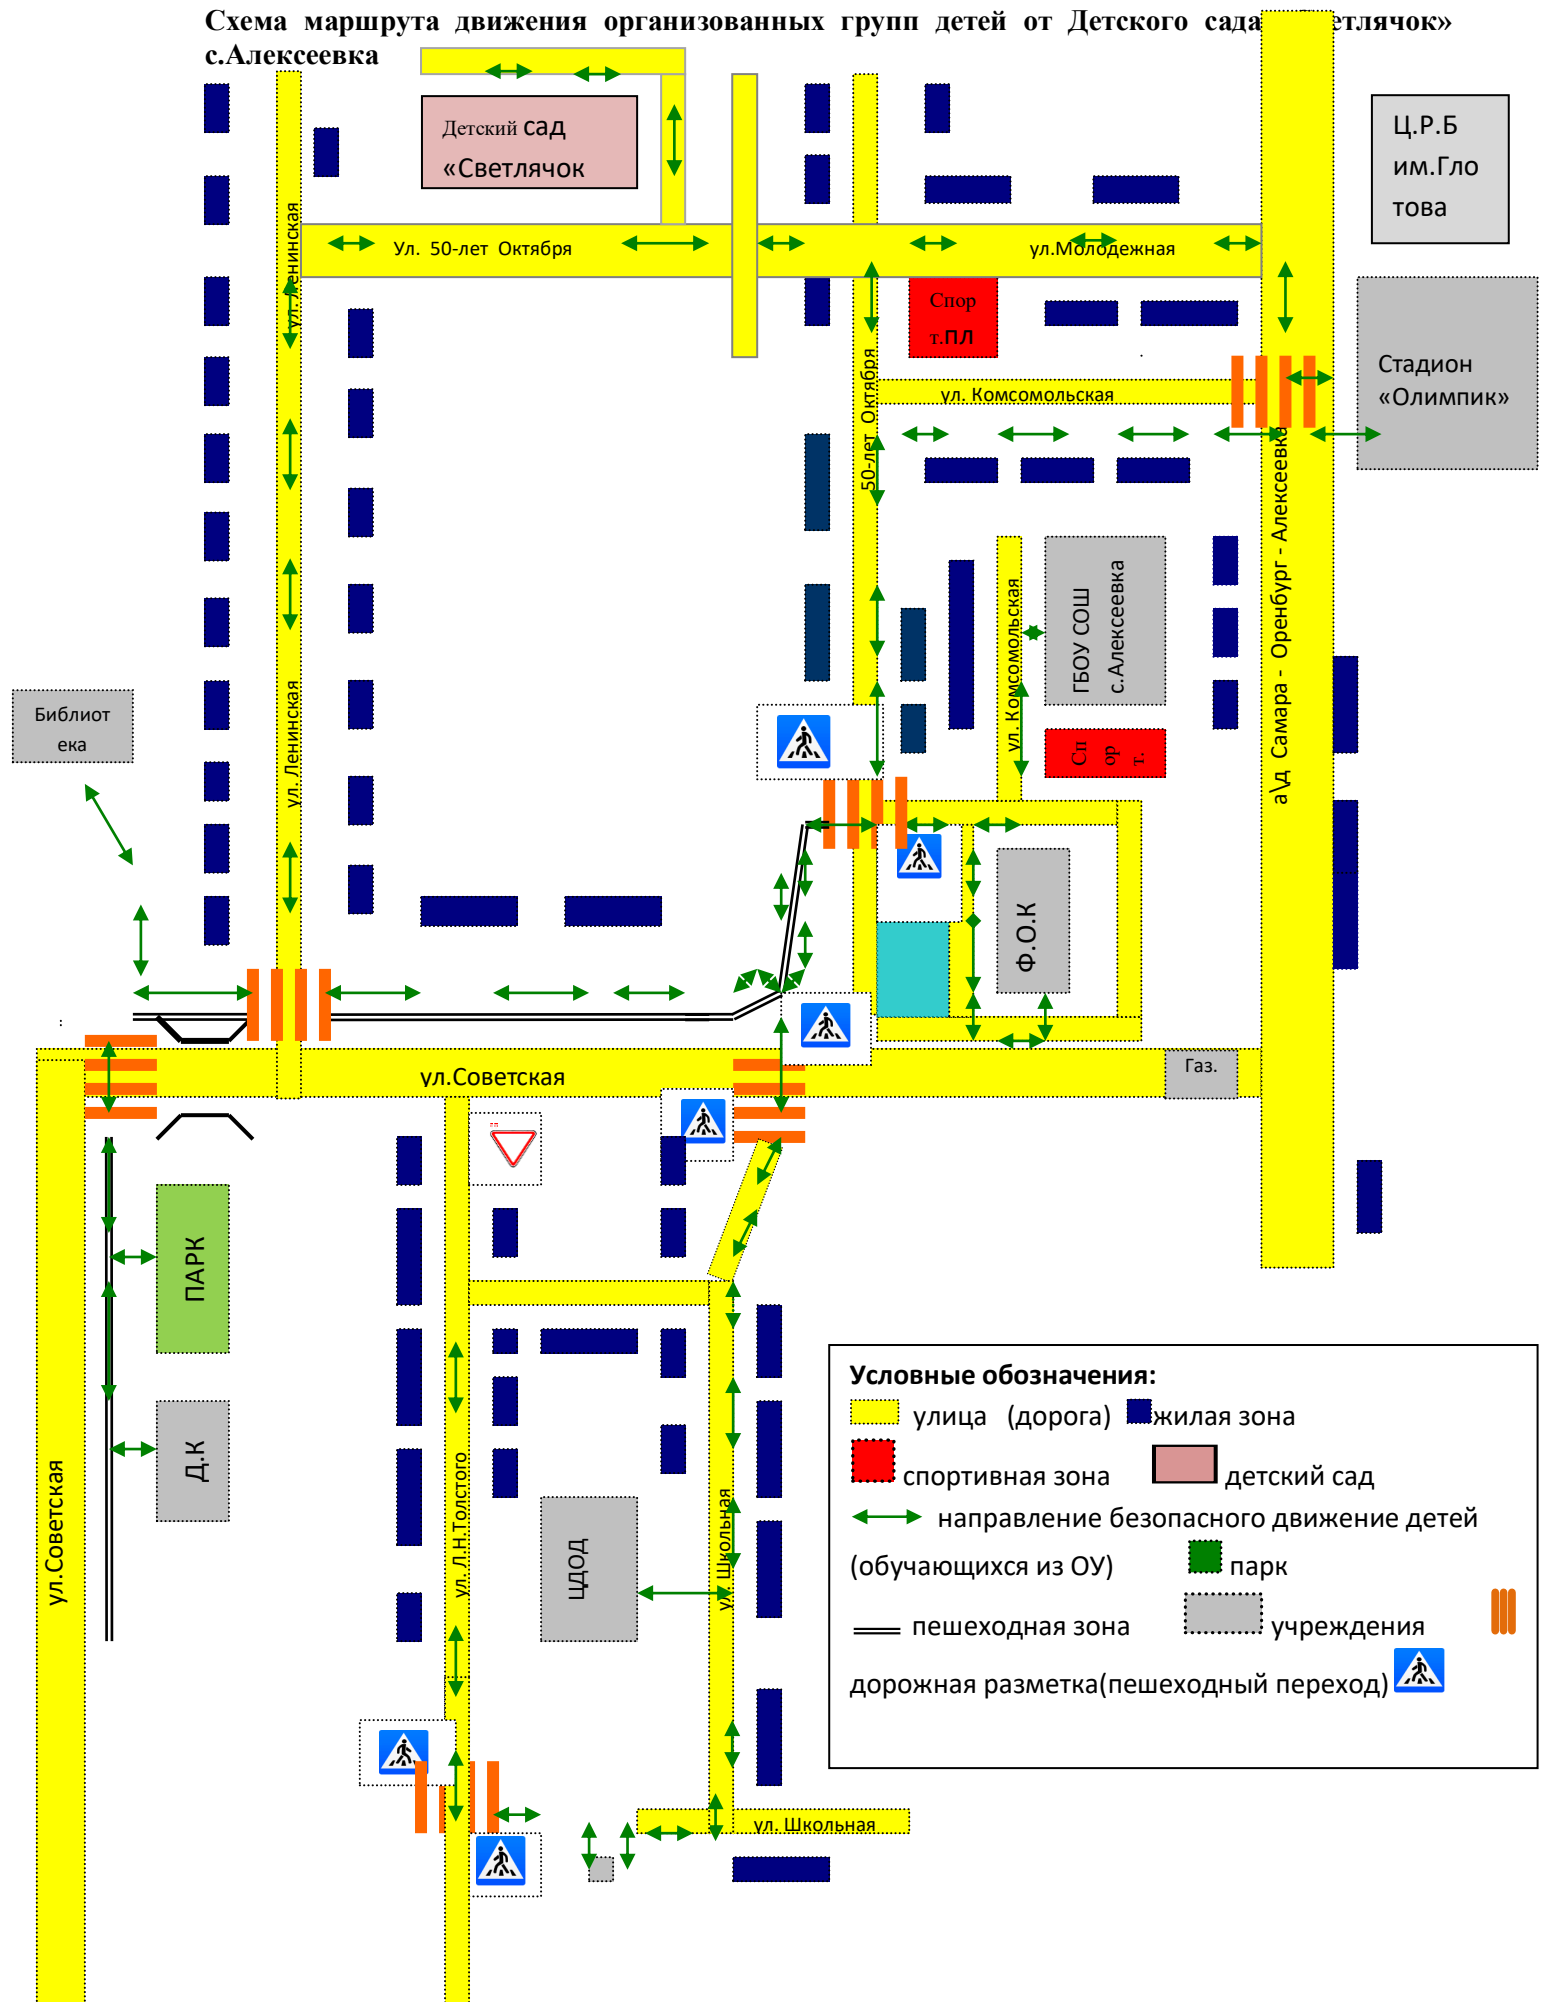 Схема маршрута движения организованных групп детей от Детского сада етлячок»
с.Алексеевка
Детский сад
«Светлячок
Ц.Р.Б
им.Гло
това
ул. Ленинская
Ул. 50-лет Октября
ул.Молодежная
Спор
т.пл
Стадион
«Олимпик»
50-лет Октября
ул. Комсомольская
а\д Самара - Оренбург - Алексеевка
ул. Комсомольская
ГБОУ СОШ
с.Алексеевка
Библиот
ека
ул. Ленинская
Сп
ор
т.
Ф.О.К
:
ул.Советская
Газ.
ПАРК
Д.К
ул.Советская
ул. Л.Н.Толстого
ЦДОД
ул. Школьная
ул. Школьная
Условные обозначения:
улица (дорога) жилая зона
спортивная зона детский сад
направление безопасного движение детей
(обучающихся из ОУ) парк
пешеходная зона учреждения
дорожная разметка(пешеходный переход)